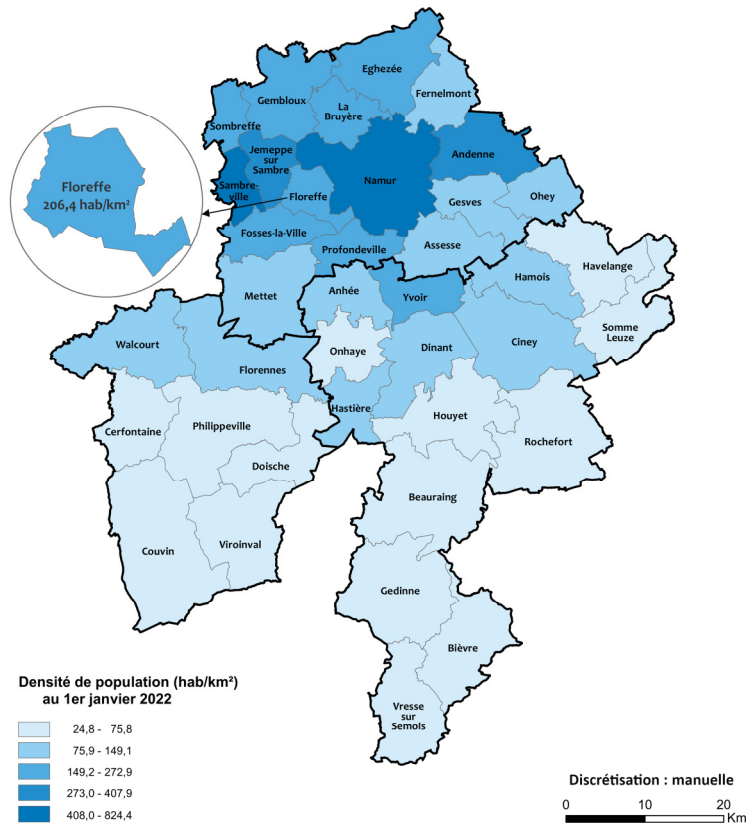 Eghezée
Fernelmont
Gembloux
La
Bruyère
Sombreffe
Jemeppe
sur
Sambre
Andenne
Namur
Sambre-
ville
Floreffe
206,4 hab/km²
Floreffe
Gesves
Ohey
Fosses-la-Ville
Profondeville
Assesse
Havelange
Hamois
Mettet
Anhée
Yvoir
Somme
Leuze
Walcourt
Onhaye
Dinant
Ciney
Florennes
Hastière
Houyet
Philippeville
Cerfontaine
Rochefort
Doische
Beauraing
Couvin
Viroinval
Gedinne
Bièvre
Vresse
sur
Semois
Densité de population (hab/km²)
au 1er janvier 2022
24,8 - 75,8
75,9 - 149,1
149,2 - 272,9
273,0 - 407,9
408,0 - 824,4
Discrétisation : manuelle
0 10 20
Km